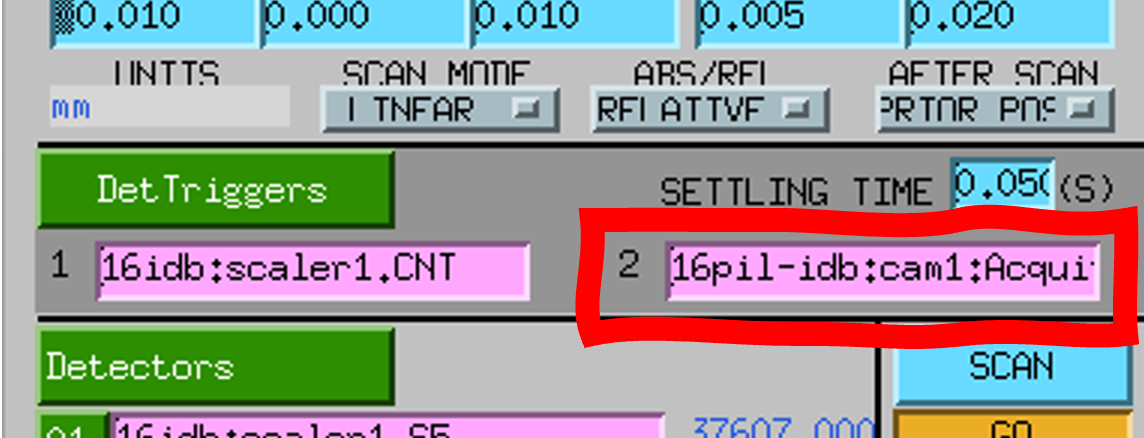 0.010 0.000 0.010 0.005 0.020
UNITS SCAN MODE ABS/REL AFTER SCAN
mm LINEAR RELATIVE PRIOR POS
DetTriggers SETTLING TIME 0.050 (S)
1 16idb:scaler1.CNT 2 16pil-idb:cam1:Acqui
Detectors SCAN
01 16idb:scaler1.S5 37607.000 GO